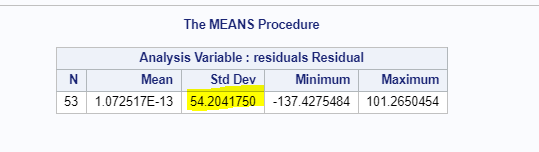 The MEANS Procedure
Analysis Variable : residuals Residual
N Mean Std Dev Minimum Maximum
53 1.072517E-13 54.2041750 -137.4275484 101.2650454